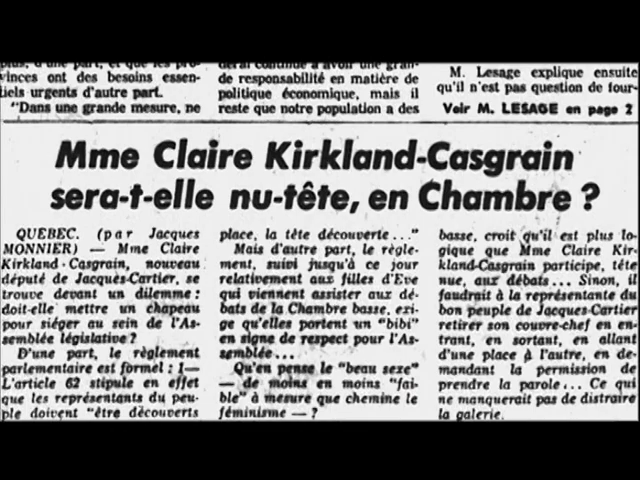 plus, d'une part, et que les pro-
vinces ont des besoins essen-
tiels urgents d'autre part.
"Dans une grande mesure, ne
de responsabilité en matière de
politique économique, mais il
reste que notre population a des
M. Lesage explique ensuite
qu'il n'est pas question de four-
Voir M. LESAGE en page 2
Mme Claire Kirkland-Casgrain
sera-t-elle nu-tête, en Chambre ?
QUEBEC. (par Jacques
MONNIER) — Mme Claire
Kirkland-Casgrain, nouveau
député de Jacques-Cartier, se
trouve devant un dilemme :
doit-elle mettre un chapeau
pour siéger au sein de l'As-
semblée législative ?
D'une part, le règlement
parlementaire est formel : 1—
L'article 62 stipule en effet
que les représentants du peu-
ple doivent "être découverts
place, la tête découverte..."
Mais d'autre part, le règle-
ment, suivi jusqu'à ce jour
relativement aux filles d'Eve
qui viennent assister aux dé-
bats de la Chambre basse, exi-
ge qu'elles portent un "bibi"
en signe de respect pour l'As-
semblée...
Qu'en pense le "beau sexe"
— de moins en moins "fai-
ble" à mesure que chemine le
féminisme — ?
basse, croit qu'il est plus lo-
gique que Mme Claire Kir-
kland-Casgrain participe, tête
nue, aux débats... Sinon, il
faudrait à la représentante du
bon peuple de Jacques-Cartier
retirer son couvre-chef en en-
trant, en sortant, en allant
d'une place à l'autre, en de-
mandant la permission de
prendre la parole... Ce qui
ne manquerait pas de distraire
la galerie.